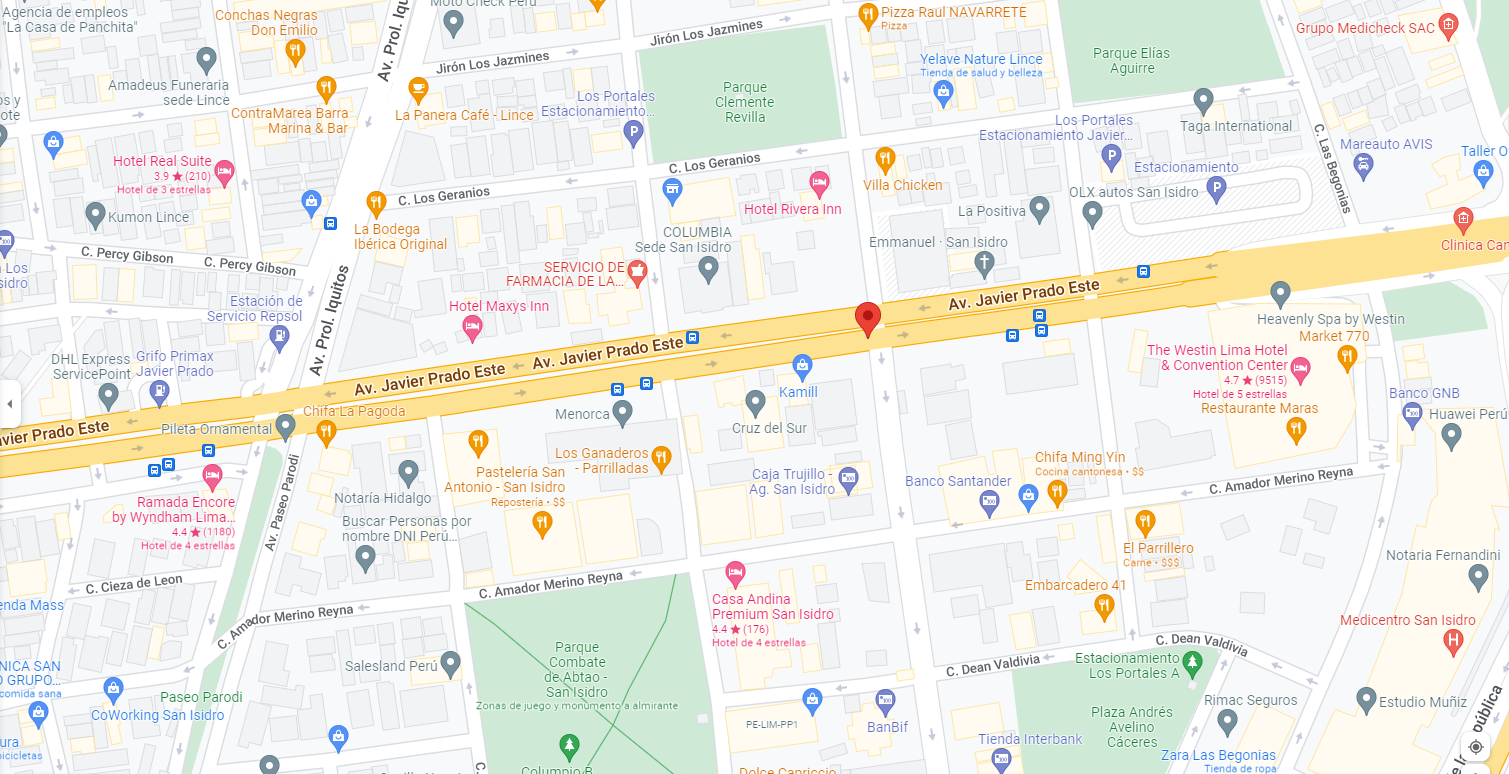 Agencia de empleos
"La Casa de Panchita"
Conchas Negras
Don Emilio
Moto Check Perú
Pizza Raul NAVARRETE
Pizza
Grupo Medicheck SAC
Av. Prol. Iquitos
Jirón Los Jazmines
Jirón Los Jazmines
Parque Elías
Aguirre
Yelave Nature Lince
Tienda de salud y belleza
Amadeus Funeraria
sede Lince
ContraMarea Barra
Marina & Bar
La Panera Café - Lince
Los Portales
Estacionamiento...
Parque
Clemente
Revilla
Los Portales
Estacionamiento Javier...
Taga International
C. Las Begonias
Mareauto AVIS
Taller O
Hotel Real Suite
3.9 ★ (210)
Hotel de 3 estrellas
C. Los Geranios
C. Los Geranios
Villa Chicken
Estacionamiento
OLX autos San Isidro
Kumon Lince
Hotel Rivera Inn
La Positiva
La Bodega
Ibérica Original
COLUMBIA
Sede San Isidro
Emmanuel · San Isidro
C. Percy Gibson
C. Percy Gibson
SERVICIO DE
FARMACIA DE LA...
Av. Prol. Iquitos
Estación de
Servicio Repsol
Hotel Maxys Inn
Av. Javier Prado Este
Av. Javier Prado Este
Av. Javier Prado Este
Heavenly Spa by Westin
Market 770
DHL Express
ServicePoint
Grifo Primax
Javier Prado
The Westin Lima Hotel
& Convention Center
4.7 ★ (9515)
Hotel de 5 estrellas
Restaurante Maras
Kamill
Banco GNB
Huawei Perú
Chifa La Pagoda
Pileta Ornamental
Menorca
Cruz del Sur
Los Ganaderos
- Parrilladas
Pastelería San
Antonio - San Isidro
Repostería • $$
Caja Trujillo -
Ag. San Isidro
Chifa Ming Yin
Cocina cantonesa • $$
Banco Santander
C. Amador Merino Reyna
Notaría Hidalgo
Av. Paseo Parodi
Ramada Encore
by Wyndham Lima...
4.4 ★ (1180)
Hotel de 4 estrellas
Buscar Personas por
nombre DNI Perú...
El Parrillero
Carne • $$$
Notaria Fernandini
C. Cieza de Leon
C. Amador Merino Reyna
C. Amador Merino Reyna
Embarcadero 41
Casa Andina
Premium San Isidro
4.4 ★ (176)
Hotel de 4 estrellas
Medicentro San Isidro
C. Dean Valdivia
C. Dean Valdivia
Parque
Combate
de Abtao -
San Isidro
Zonas de juego y monumento a almirante
Salesland Perú
Estacionamiento
Los Portales A
Paseo Parodi
CoWorking San Isidro
Rimac Seguros
Estudio Muñiz
Plaza Andrés
Avelino
Cáceres
PE-LIM-PP1
BanBif
Tienda Interbank
Zara Las Begonias
Tienda de ropa
Dolce Capriccio